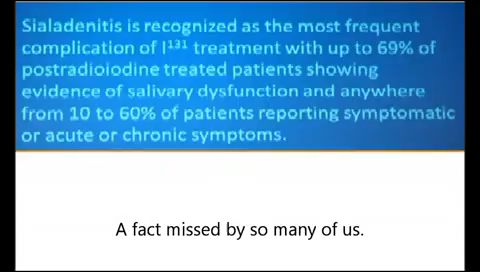 Sialadenitis is recognized as the most frequent
complication of I¹³¹ treatment with up to 69% of
postradioiodine treated patients showing
evidence of salivary dysfunction and anywhere
from 10 to 60% of patients reporting symptomatic
or acute or chronic symptoms.
A fact missed by so many of us.